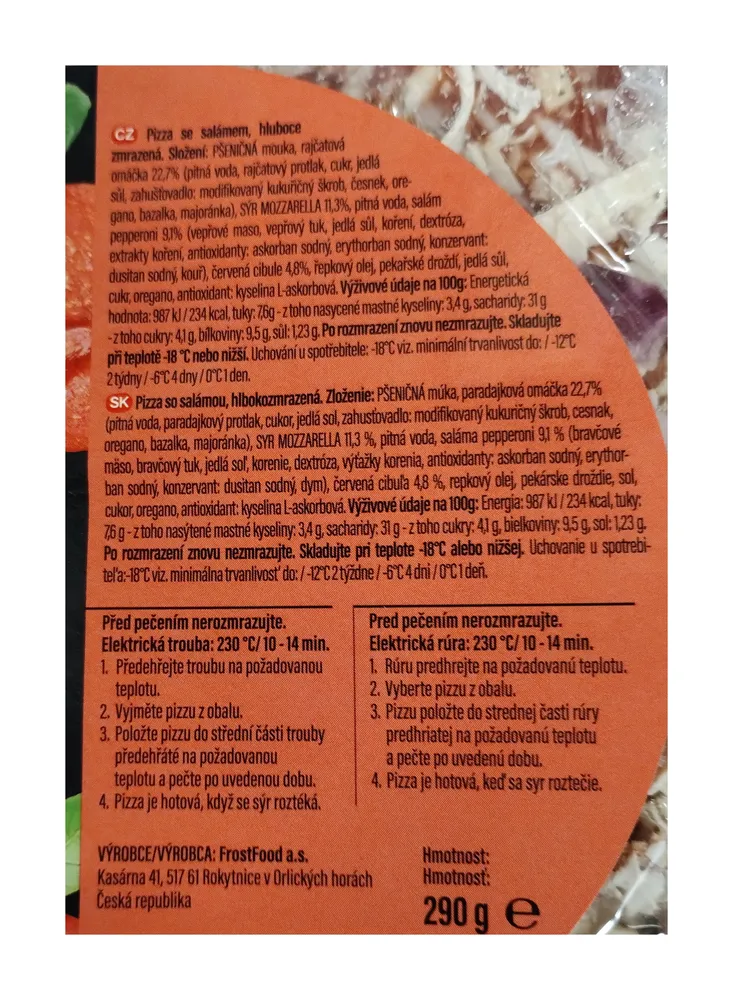 CZ Pizza se salámem, hluboce
zmrazená. Složení: PŠENIČNÁ mouka, rajčatová
omáčka 22,7% (pitná voda, rajčatový protlak, cukr, jedlá
sůl, zahušťovadlo: modifikovaný kukuřičný škrob, česnek, ore-
gano, bazalka, majoránka), SÝR MOZZARELLA 11,3%, pitná voda, salám
pepperoni 9,1% (vepřové maso, vepřový tuk, jedlá sůl, koření, dextróza,
extrakty koření, antioxidanty: askorban sodný, erythorban sodný, konzervant:
dusitan sodný, kouř), červená cibule 4,8%, řepkový olej, pekařské droždí, jedlá sůl,
cukr, oregano, antioxidant: kyselina L-askorbová. Výživové údaje na 100g: Energetická
hodnota: 987 kJ / 234 kcal, tuky: 7,6g - z toho nasycené mastné kyseliny: 3,4 g, sacharidy: 31 g
- z toho cukry: 4,1 g, bílkoviny: 9,5 g, sůl: 1,23 g. Po rozmrazení znovu nezmrazujte. Skladujte
při teplotě -18 °C nebo nižší. Uchování u spotřebitele: -18°C viz. minimální trvanlivost do: / -12°C
2 týdny / -6°C 4 dny / 0°C 1 den.
SK Pizza so salámou, hlbokozmrazená. Zloženie: PŠENIČNÁ múka, paradajková omáčka 22,7%
(pitná voda, paradajkový protlak, cukor, jedlá sol, zahusťovadlo: modifikovaný kukuričný škrob, cesnak,
oregano, bazalka, majoránka), SYR MOZZARELLA 11,3 %, pitná voda, saláma pepperoni 9,1 % (bravčové
mäso, bravčový tuk, jedlá soľ, korenie, dextróza, výťažky korenia, antioxidanty: askorban sodný, erythor-
ban sodný, konzervant: dusitan sodný, dym), červená cibuľa 4,8 %, repkový olej, pekárske droždie, sol,
cukor, oregano, antioxidant: kyselina L-askorbová. Výživové údaje na 100g: Energia: 987 kJ / 234 kcal, tuky:
7,6 g - z toho nasýtené mastné kyseliny: 3,4 g, sacharidy: 31 g - z toho cukry: 4,1 g, bielkoviny: 9,5 g, sol: 1,23 g.
Po rozmrazení znovu nezmrazujte. Skladujte pri teplote -18°C alebo nižšej. Uchovanie u spotrebi-
teľa:-18°C viz. minimálna trvanlivosť do: / -12°C 2 týždne / -6°C 4 dni / 0°C 1 deň.
Před pečením nerozmrazujte.
Elektrická trouba: 230 °C/ 10 - 14 min.
1. Předehřejte troubu na požadovanou
teplotu.
2. Vyjměte pizzu z obalu.
3. Položte pizzu do střední části trouby
předehřáté na požadovanou
teplotu a pečte po uvedenou dobu.
4. Pizza je hotová, když se sýr roztéká.
Pred pečením nerozmrazujte.
Elektrická rúra: 230 °C/ 10 - 14 min.
1. Rúru predhrejte na požadovanú teplotu.
2. Vyberte pizzu z obalu.
3. Pizzu položte do strednej časti rúry
predhriatej na požadovanú teplotu
a pečte po uvedenú dobu.
4. Pizza je hotová, keď sa syr roztečie.
VÝROBCE/VÝROBCA: FrostFood a.s.
Kasárna 41, 517 61 Rokytnice v Orlických horách
Česká republika
Hmotnost:
Hmotnosť:
290 g ℮